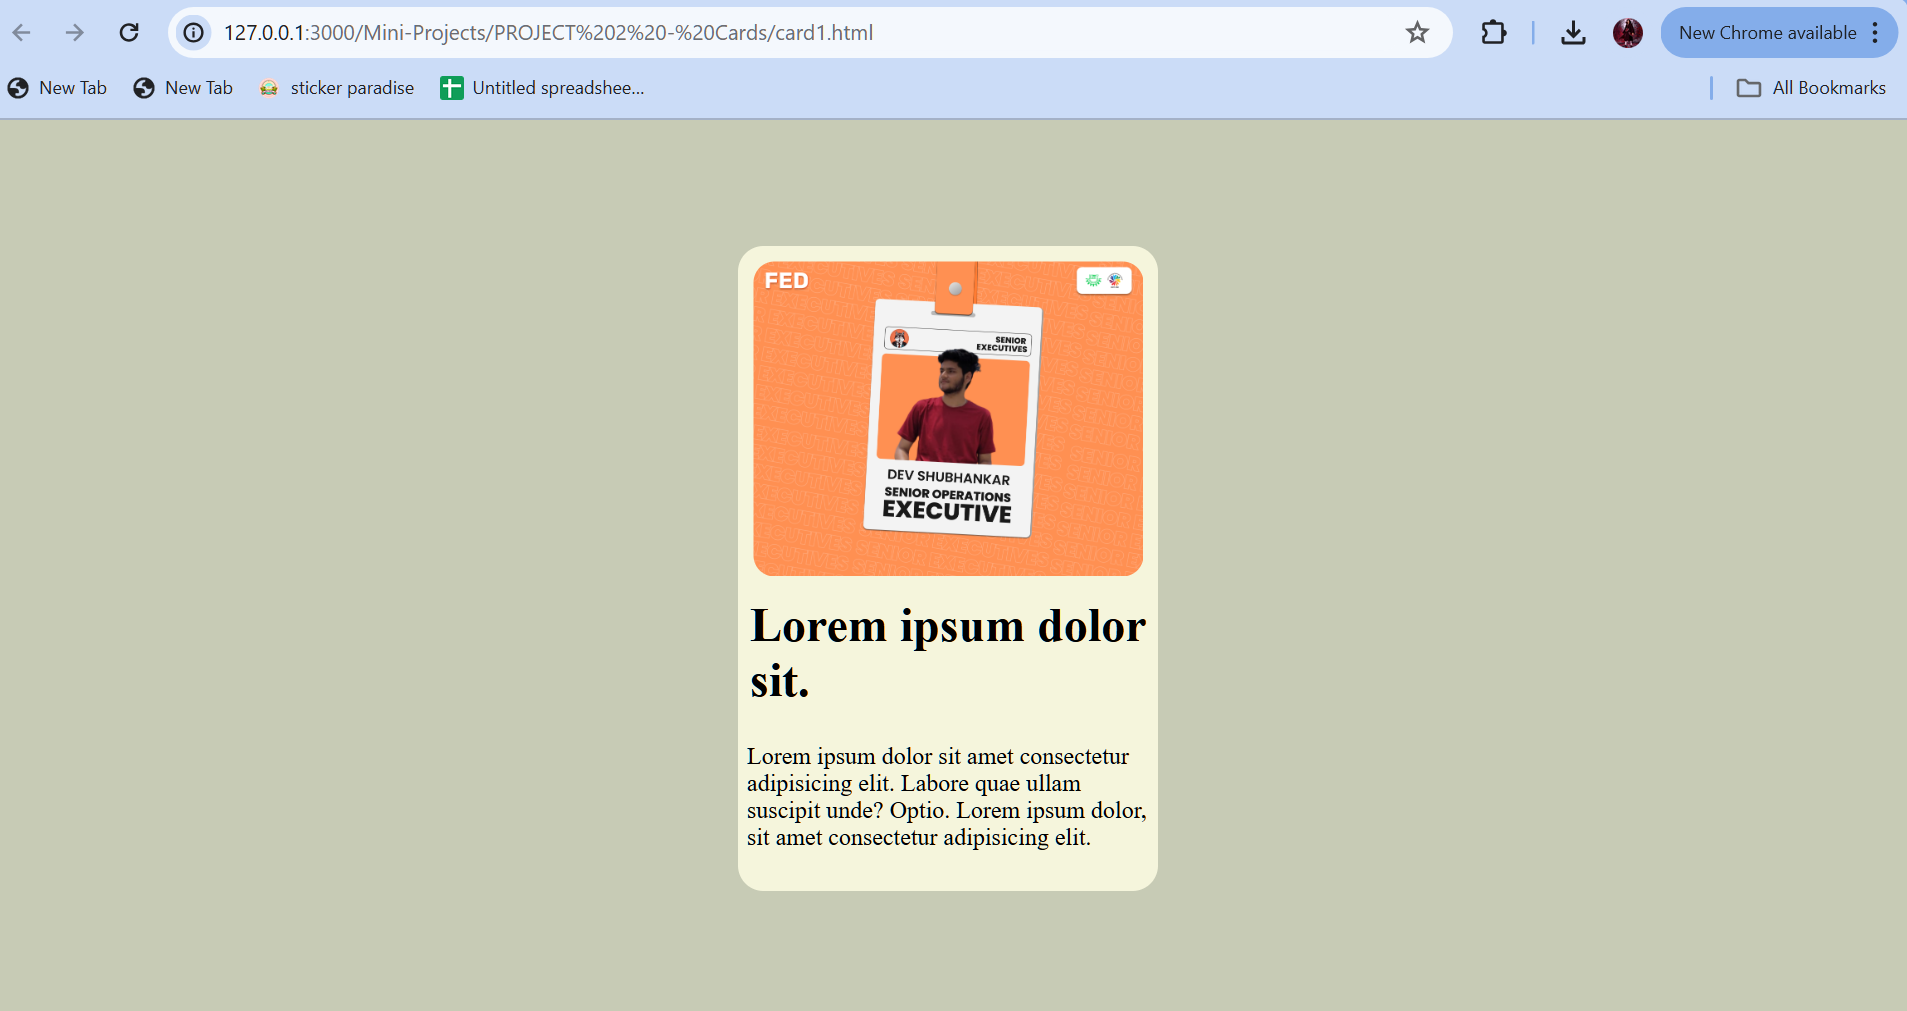 127.0.0.1:3000/Mini-Projects/PROJECT%202%20-%20Cards/card1.html
New Chrome available
New Tab
New Tab
sticker paradise
Untitled spreadshee...
All Bookmarks
FED
SENIOR
EXECUTIVES
DEV SHUBHANKAR
SENIOR OPERATIONS
EXECUTIVE
Lorem ipsum dolor
sit.
Lorem ipsum dolor sit amet consectetur
adipisicing elit. Labore quae ullam
suscipit unde? Optio. Lorem ipsum dolor,
sit amet consectetur adipisicing elit.